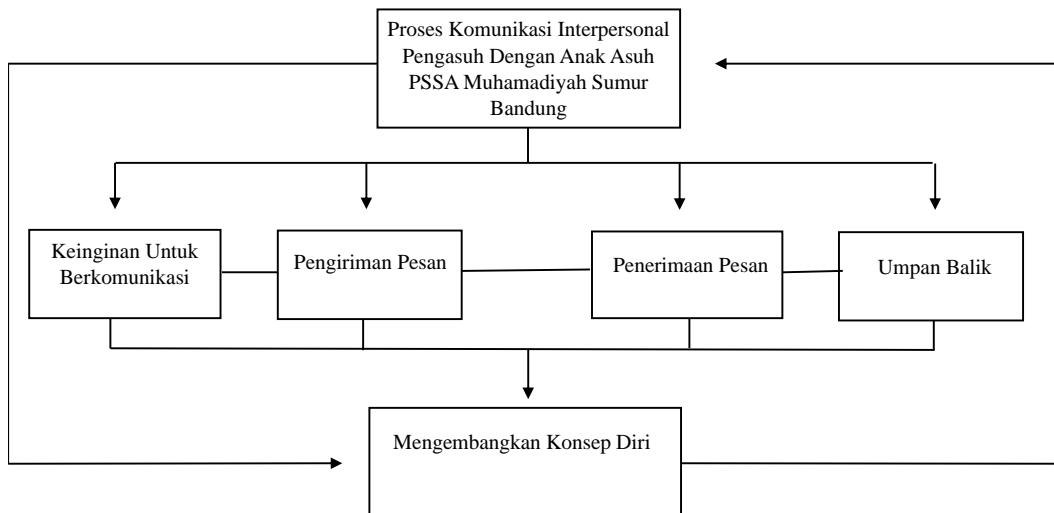 Proses Komunikasi Interpersonal
Pengasuh Dengan Anak Asuh
PSSA Muhamadiyah Sumur
Bandung
Keinginan Untuk
Berkomunikasi
Pengiriman Pesan
Penerimaan Pesan
Umpan Balik
Mengembangkan Konsep Diri